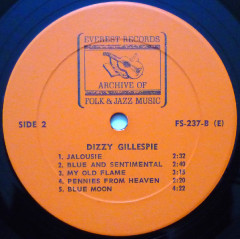 EVEREST RECORDS
ARCHIVE OF
FOLK & JAZZ MUSIC
SIDE 2
FS-237-B (E)
DIZZY GILLESPIE
1. JALOUSIE 2:32
2. BLUE AND SENTIMENTAL 2:40
3. MY OLD FLAME 3:15
4. PENNIES FROM HEAVEN 2:20
5. BLUE MOON 4:22